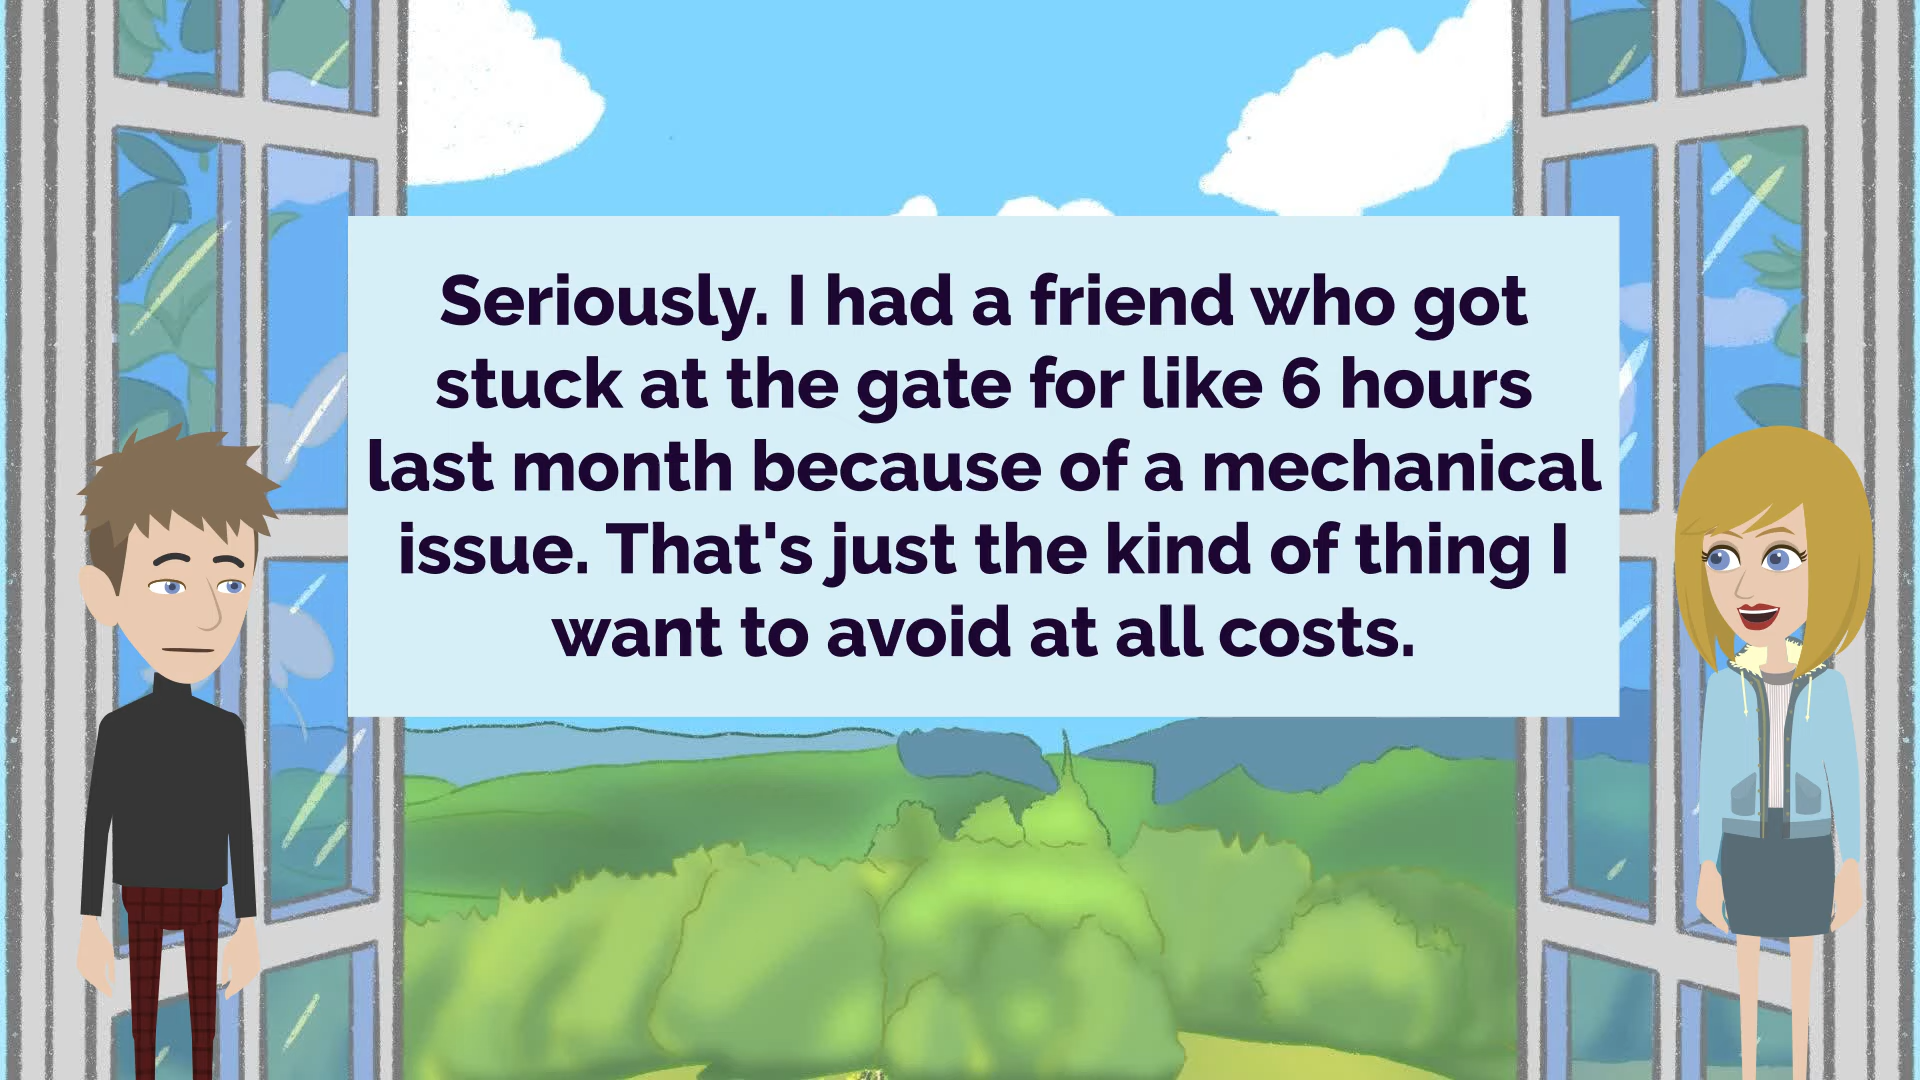 Seriously. I had a friend who got
stuck at the gate for like 6 hours
last month because of a mechanical
issue. That's just the kind of thing I
want to avoid at all costs.